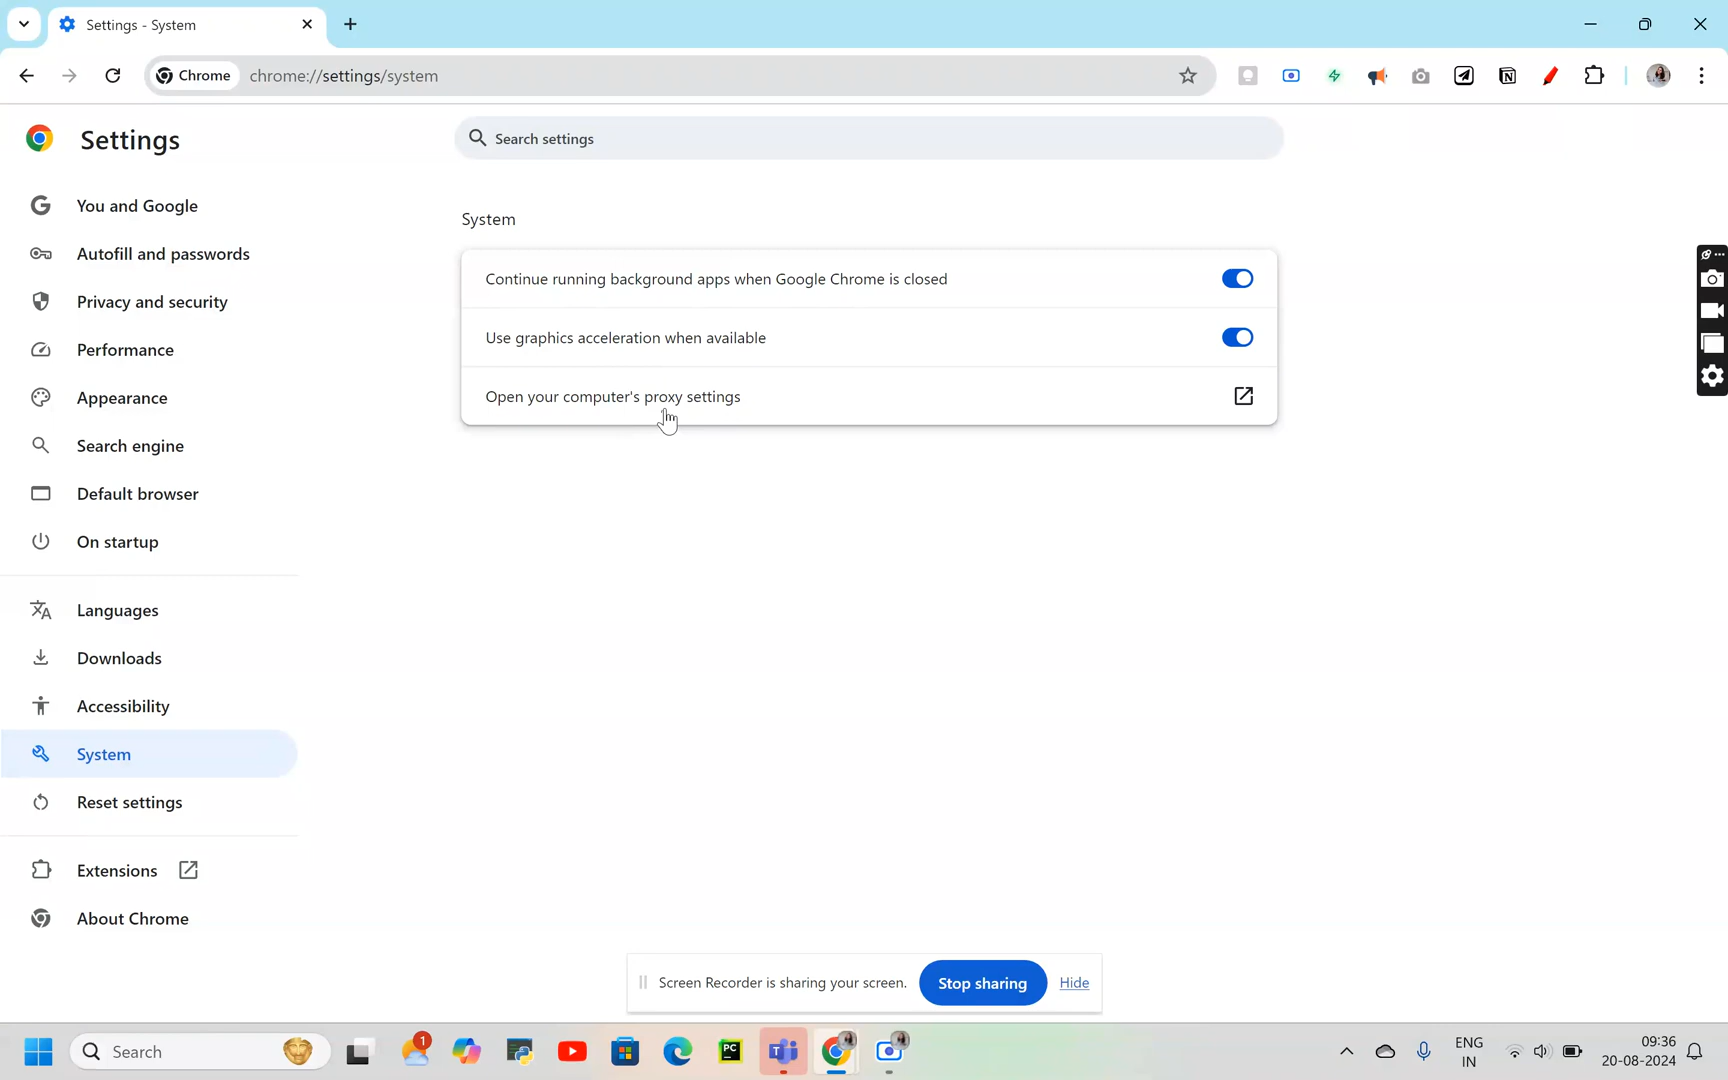 Settings - System
Chrome
chrome://settings/system
Settings
Search settings
You and Google
Autofill and passwords
Privacy and security
Performance
Appearance
Search engine
Default browser
On startup
Languages
Downloads
Accessibility
System
Reset settings
Extensions
About Chrome
System
Continue running background apps when Google Chrome is closed
Use graphics acceleration when available
Open your computer's proxy settings
Screen Recorder is sharing your screen.
Stop sharing
Hide
Search
1
PC
T
ENG
IN
09:36
20-08-2024